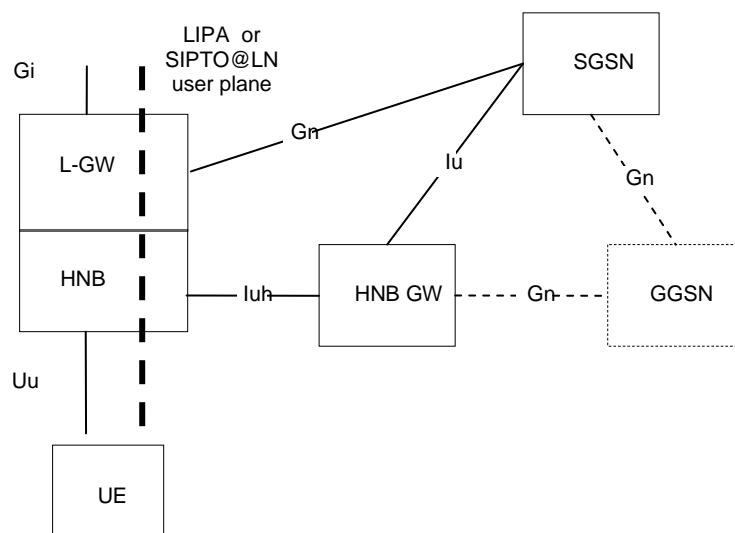 LIPA or
SIPTO@LN
user plane
Gi
SGSN
Gn
L-GW
Iu
Gn
HNB
Iuh
HNB GW
Gn
GGSN
Uu
UE